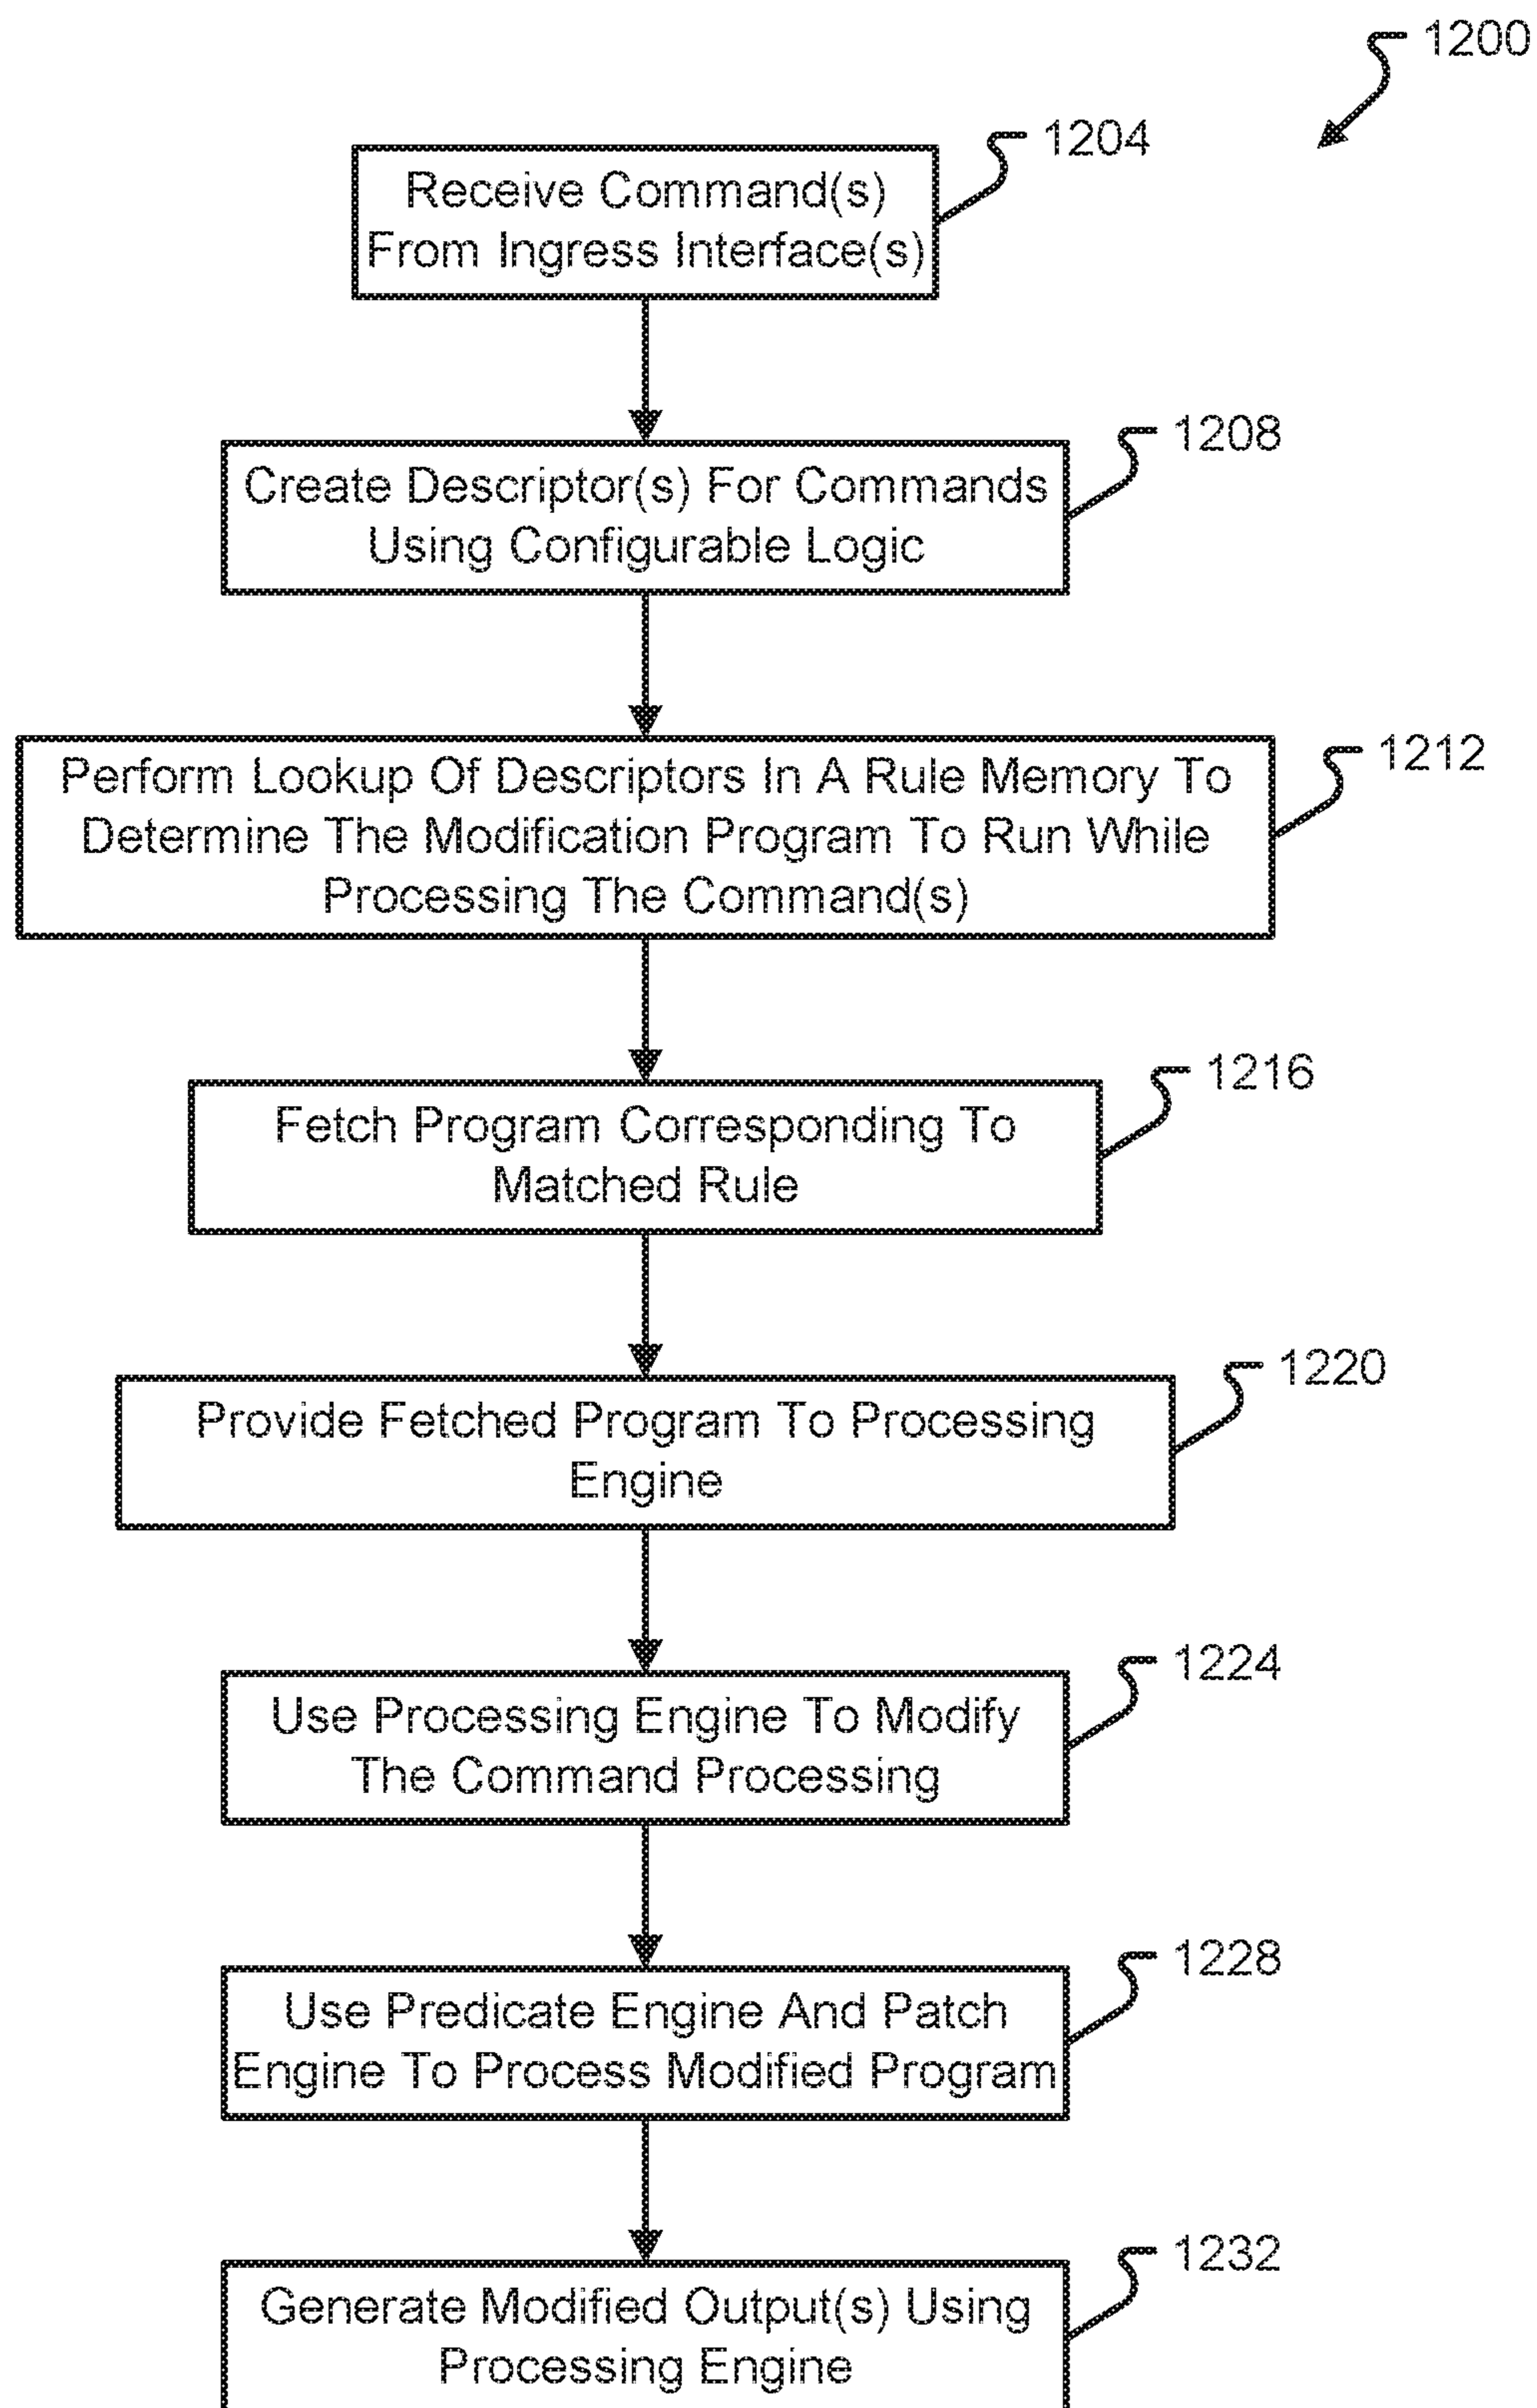 1200
1204
Receive Command(s)
From Ingress Interface(s)
1208
Create Descriptor(s) For Commands
Using Configurable Logic
1212
Perform Lookup Of Descriptors In A Rule Memory To
Determine The Modification Program To Run While
Processing The Command(s)
1216
Fetch Program Corresponding To
Matched Rule
1220
Provide Fetched Program To Processing
Engine
1224
Use Processing Engine To Modify
The Command Processing
1228
Use Predicate Engine And Patch
Engine To Process Modified Program
1232
Generate Modified Output(s) Using
Processing Engine